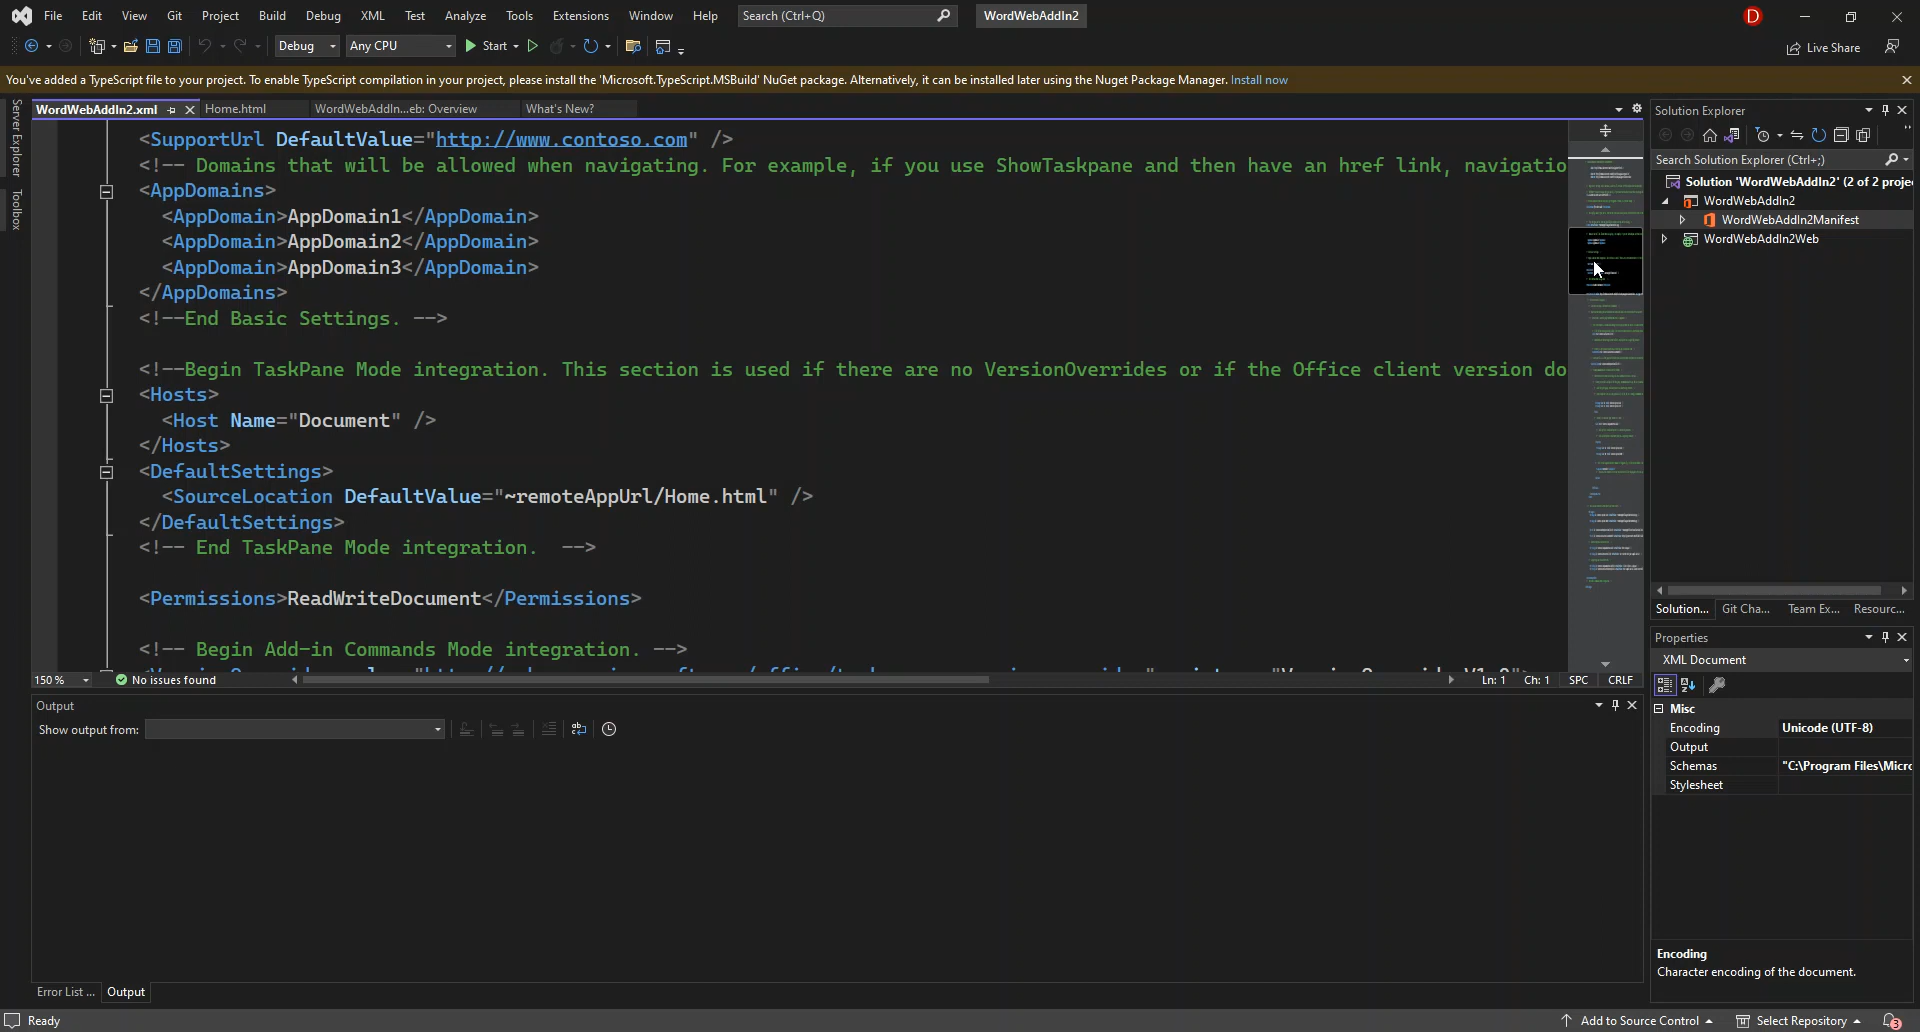 File Edit View Git Project Build Debug XML Test Analyze Tools Extensions Window Help Search (Ctrl+Q) WordWebAddIn2 D
Debug Any CPU Start Live Share
You've added a TypeScript file to your project. To enable TypeScript compilation in your project, please install the 'Microsoft.TypeScript.MSBuild' NuGet package. Alternatively, it can be installed later using the Nuget Package Manager. Install now
Server Explorer
Toolbox
WordWebAddIn2.xml Home.html WordWebAddIn...eb: Overview What's New?
<SupportUrl DefaultValue="http://www.contoso.com" />
<!-- Domains that will be allowed when navigating. For example, if you use ShowTaskpane and then have an href link, navigatio
<AppDomains>
<AppDomain>AppDomain1</AppDomain>
<AppDomain>AppDomain2</AppDomain>
<AppDomain>AppDomain3</AppDomain>
</AppDomains>
<!--End Basic Settings. -->
<!--Begin TaskPane Mode integration. This section is used if there are no VersionOverrides or if the Office client version do
<Hosts>
<Host Name="Document" />
</Hosts>
<DefaultSettings>
<SourceLocation DefaultValue="~remoteAppUrl/Home.html" />
</DefaultSettings>
<!-- End TaskPane Mode integration.  -->
<Permissions>ReadWriteDocument</Permissions>
<!-- Begin Add-in Commands Mode integration. -->
150 % No issues found Ln: 1 Ch: 1 SPC CRLF
Output
Show output from:
Error List ... Output
Solution Explorer
Search Solution Explorer (Ctrl+;)
Solution 'WordWebAddIn2' (2 of 2 proje
WordWebAddIn2
WordWebAddIn2Manifest
WordWebAddIn2Web
Solution... Git Cha... Team Ex... Resourc...
Properties
XML Document
Misc
Encoding Unicode (UTF-8)
Output
Schemas "C:\Program Files\Micro
Stylesheet
Encoding
Character encoding of the document.
Ready Add to Source Control Select Repository 3